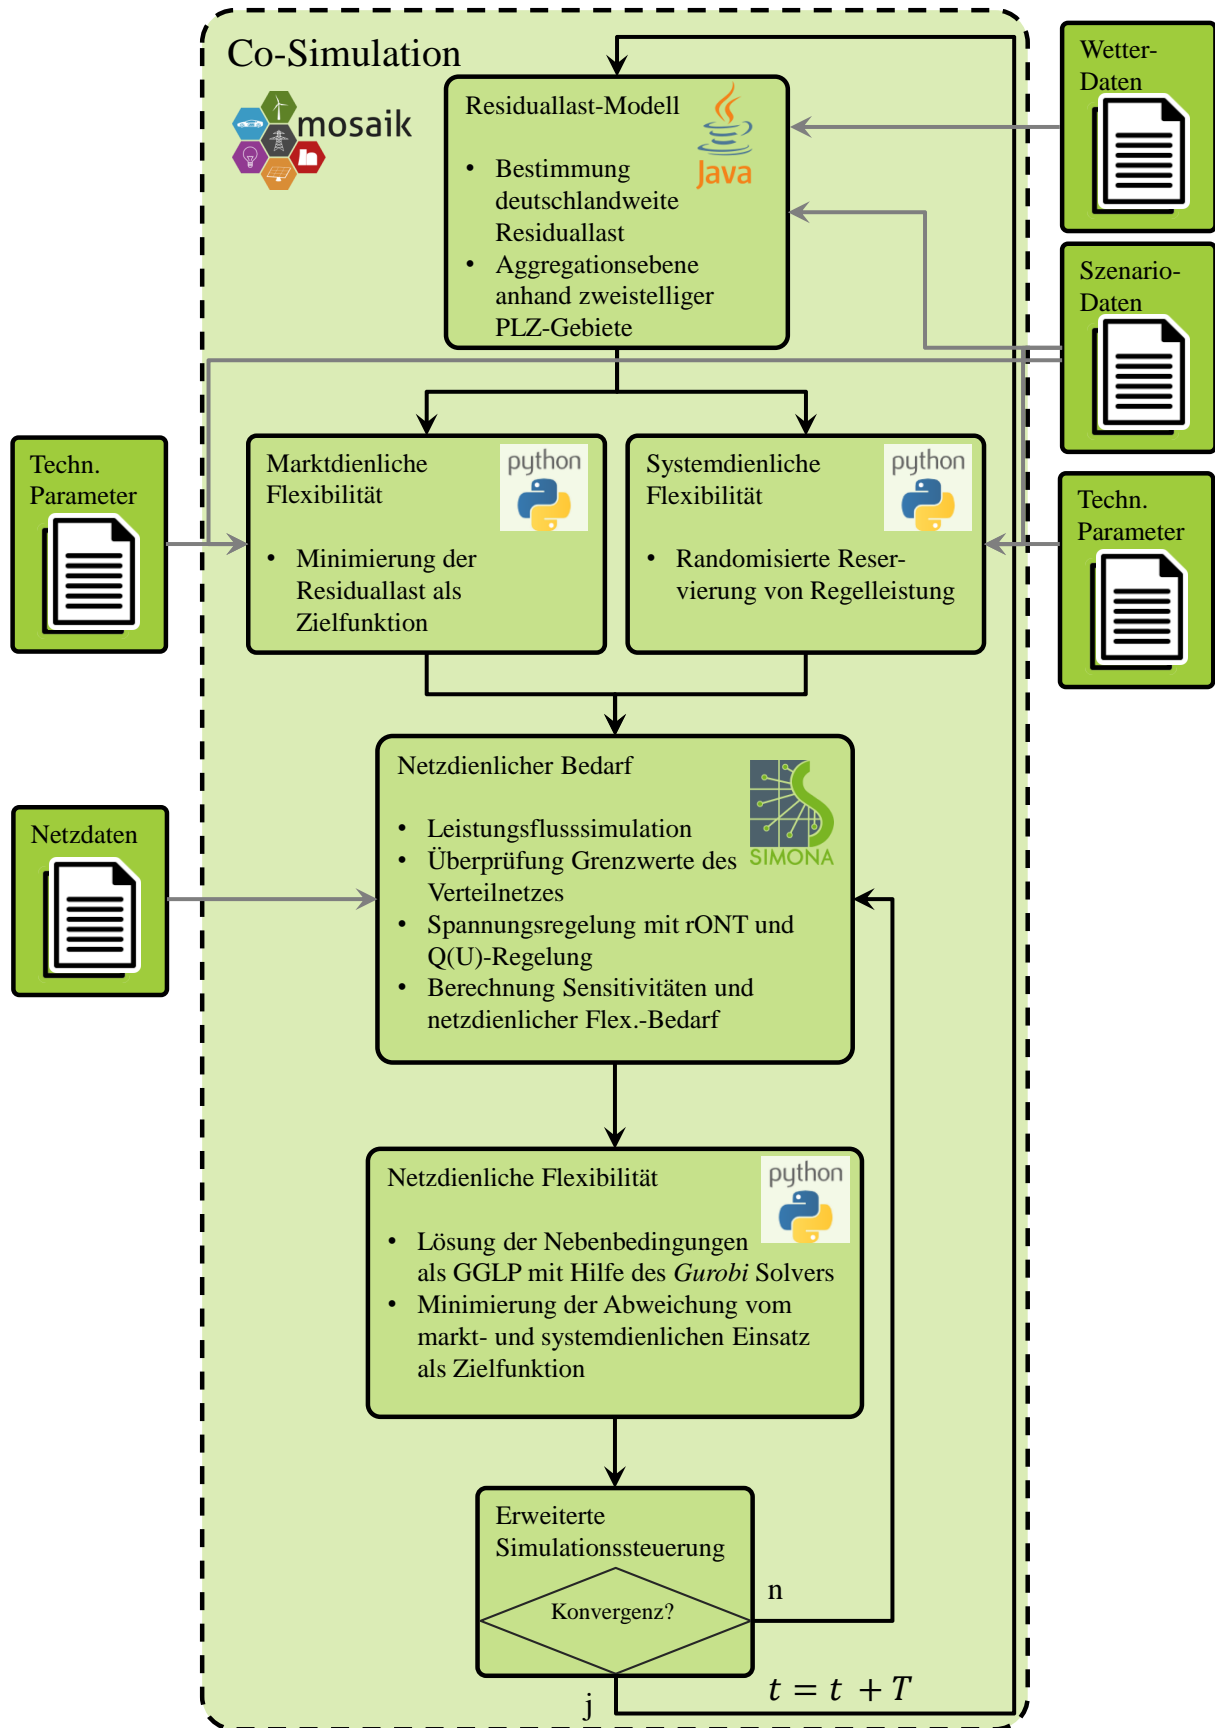 Co-Simulation
mosaik
Residuallast-Modell
Java
• Bestimmung
deutschlandweite
Residuallast
• Aggregationsebene
anhand zweistelliger
PLZ-Gebiete
Wetter-
Daten
Szenario-
Daten
Techn.
Parameter
Marktdienliche
Flexibilität
python
• Minimierung der
Residuallast als
Zielfunktion
Systemdienliche
Flexibilität
python
• Randomisierte Reser-
vierung von Regelleistung
Techn.
Parameter
Netzdaten
Netzdienlicher Bedarf
SIMONA
• Leistungsflusssimulation
• Überprüfung Grenzwerte des
Verteilnetzes
• Spannungsregelung mit rONT und
Q(U)-Regelung
• Berechnung Sensitivitäten und
netzdienlicher Flex.-Bedarf
Netzdienliche Flexibilität
python
• Lösung der Nebenbedingungen
als GGLP mit Hilfe des Gurobi Solvers
• Minimierung der Abweichung vom
markt- und systemdienlichen Einsatz
als Zielfunktion
Erweiterte
Simulationssteuerung
Konvergenz?
n
j
t = t + T